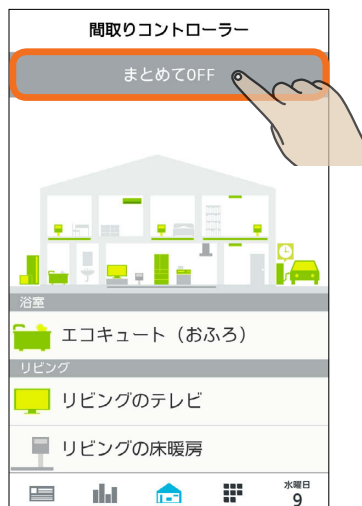 間取りコントローラー
まとめてOFF
浴室
エコキュート（おふろ）
リビング
リビングのテレビ
リビングの床暖房
水曜日
9